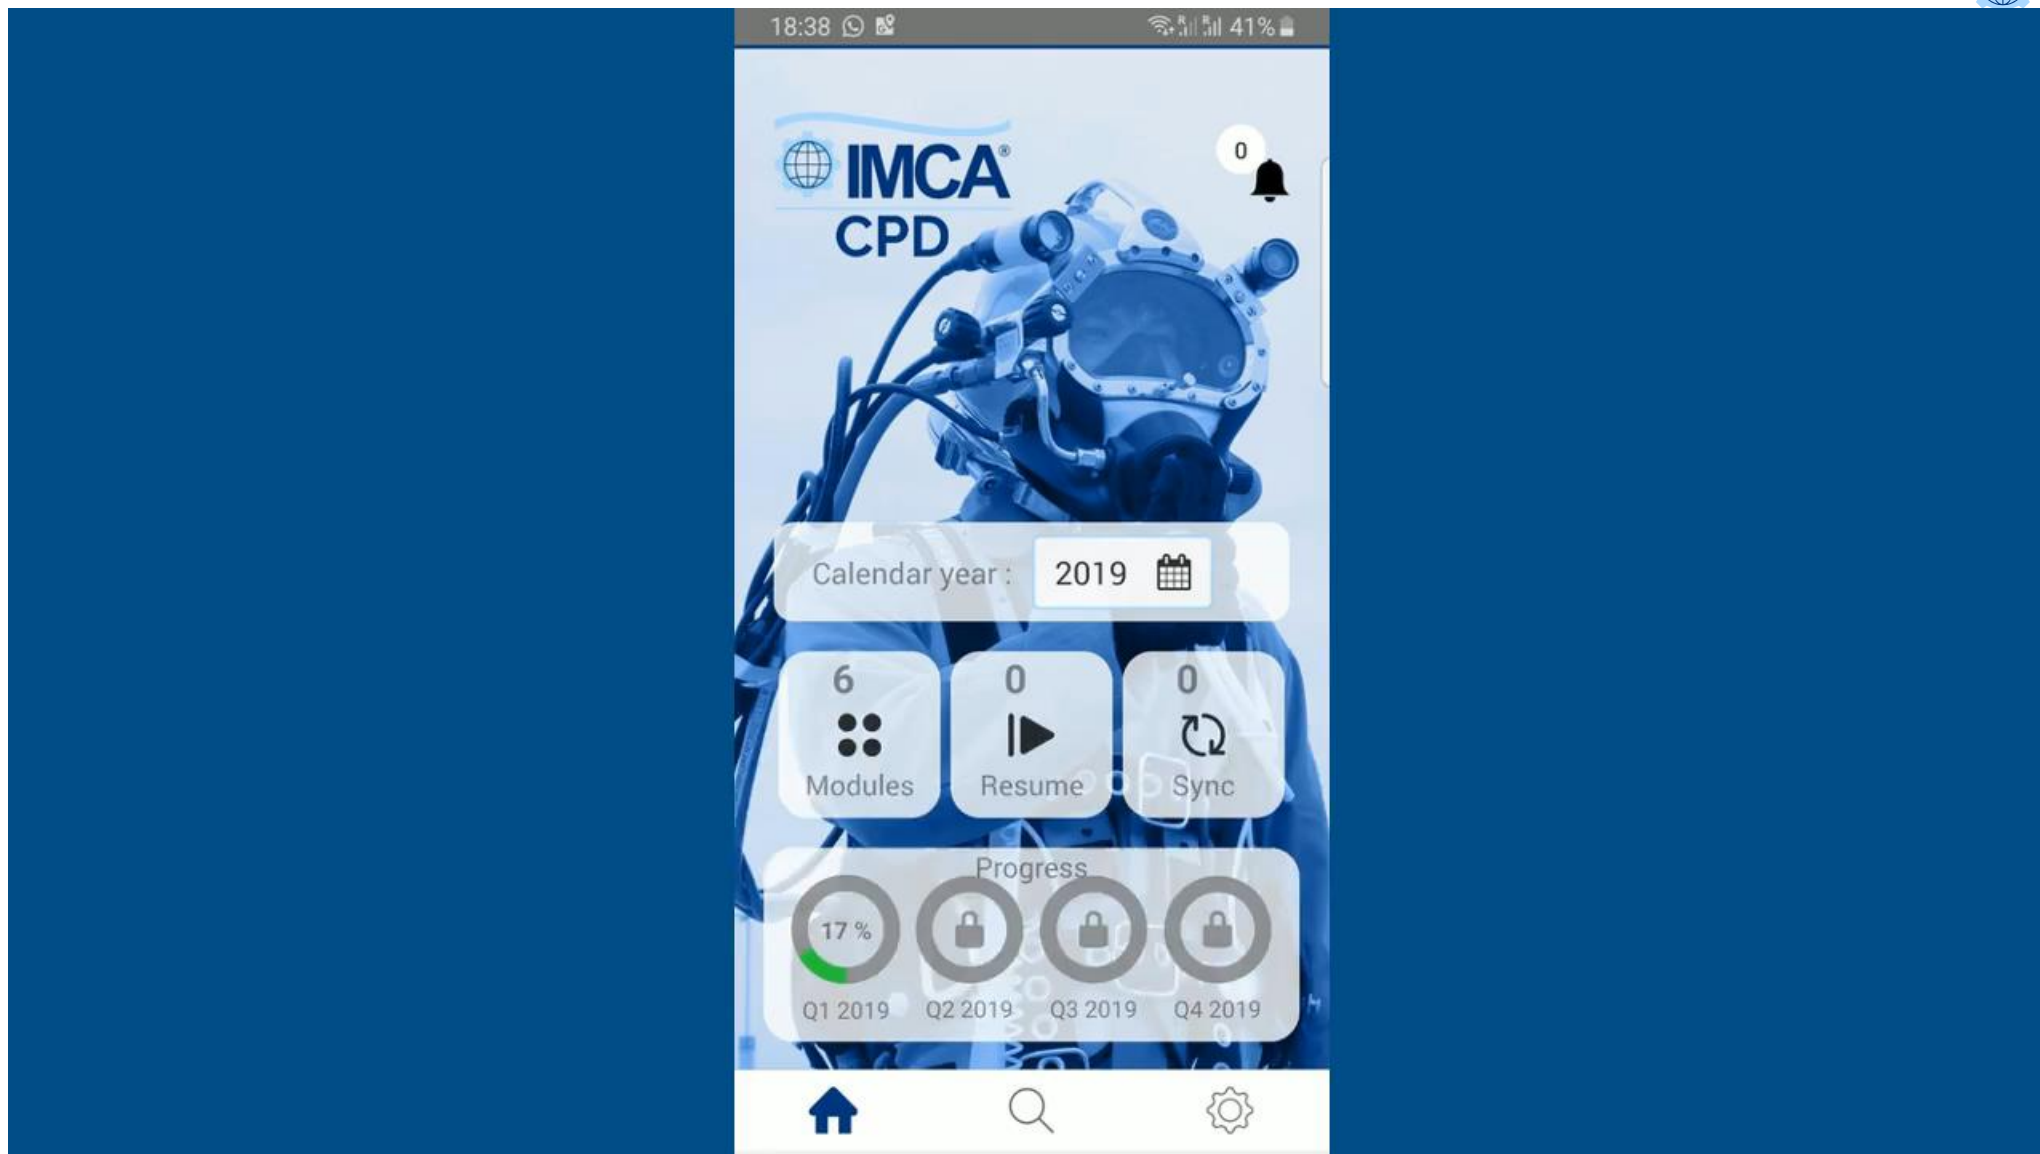 18:38 41%
IMCA®
CPD
0
Calendar year : 2019
6 0 0
Modules Resume Sync
Progress
17 %
Q1 2019 Q2 2019 Q3 2019 Q4 2019